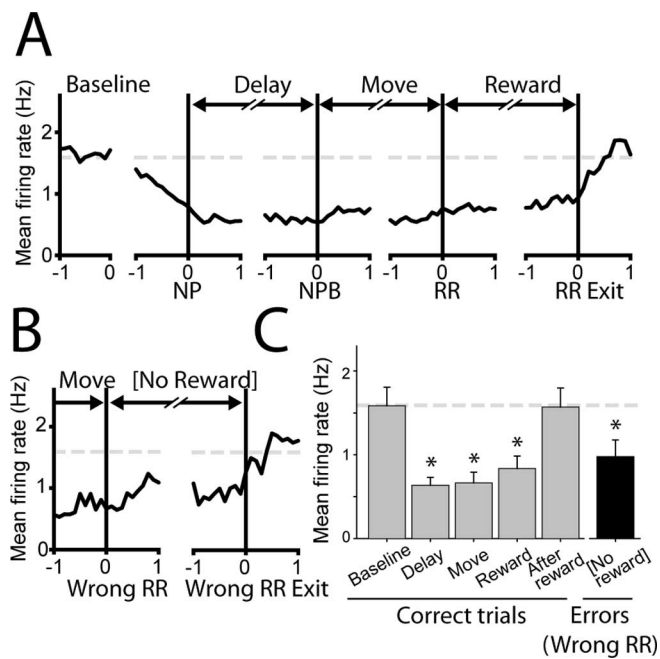 A
Baseline
Delay
Move
Reward
Mean firing rate (Hz)
2
1
0
-1 0 -1 0 1 -1 0 1 -1 0 1 -1 0 1
NP NPB RR RR Exit
B
Move [No Reward]
Mean firing rate (Hz)
2
1
0
-1 0 1 -1 0 1
Wrong RR Wrong RR Exit
C
Mean firing rate (Hz)
2
1
0
* * * *
Baseline
Delay
Move
Reward
After
reward
[No
reward]
Correct trials
Errors
(Wrong RR)